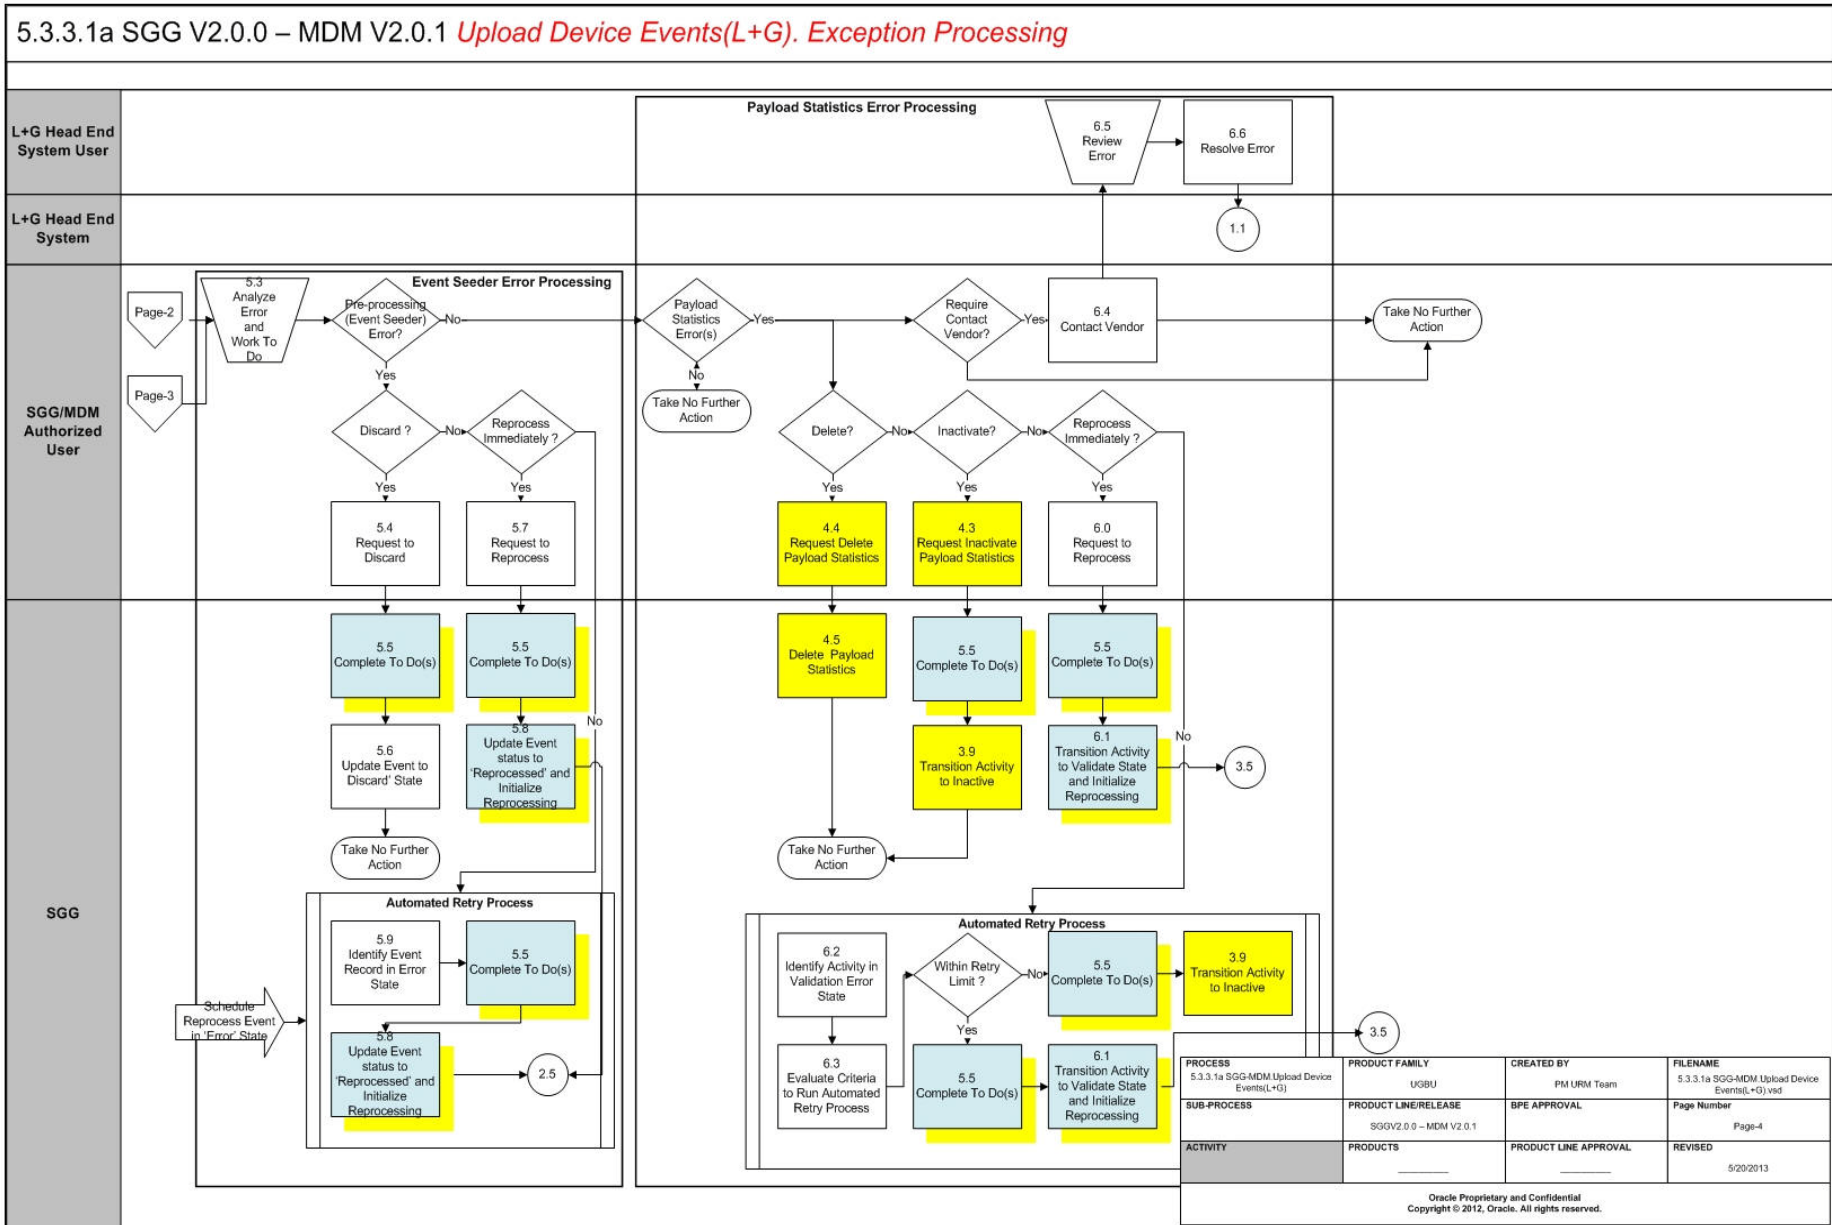 5.3.3.1a SGG V2.0.0 – MDM V2.0.1 Upload Device Events(L+G). Exception Processing
L+G Head End
System User
Payload Statistics Error Processing
6.5
Review
Error
6.6
Resolve Error
L+G Head End
System
1.1
SGG/MDM
Authorized
User
Page-2
Page-3
Event Seeder Error Processing
5.3
Analyze
Error
and
Work To
Do
Pre-processing
(Event Seeder)
Error?
No
Yes
Discard ?
No
Reprocess
Immediately ?
Yes
Yes
5.4
Request to
Discard
5.7
Request to
Reprocess
Payload
Statistics
Error(s)
Yes
No
Take No Further
Action
Require
Contact
Vendor?
Yes
6.4
Contact Vendor
Take No Further
Action
Delete?
No
Inactivate?
No
Reprocess
Immediately ?
Yes
Yes
Yes
4.4
Request Delete
Payload Statistics
4.3
Request Inactivate
Payload Statistics
6.0
Request to
Reprocess
SGG
5.5
Complete To Do(s)
5.5
Complete To Do(s)
No
5.6
Update Event to
Discard' State
5.8
Update Event
status to
'Reprocessed' and
Initialize
Reprocessing
Take No Further
Action
4.5
Delete  Payload
Statistics
5.5
Complete To Do(s)
5.5
Complete To Do(s)
3.9
Transition Activity
to Inactive
6.1
Transition Activity
to Validate State
and Initialize
Reprocessing
No
3.5
Take No Further
Action
Automated Retry Process
5.9
Identify Event
Record in Error
State
5.5
Complete To Do(s)
Schedule
Reprocess Event
in 'Error' State
5.8
Update Event
status to
'Reprocessed' and
Initialize
Reprocessing
2.5
Automated Retry Process
6.2
Identify Activity in
Validation Error
State
Within Retry
Limit ?
No
5.5
Complete To Do(s)
3.9
Transition Activity
to Inactive
Yes
6.3
Evaluate Criteria
to Run Automated
Retry Process
5.5
Complete To Do(s)
6.1
Transition Activity
to Validate State
and Initialize
Reprocessing
3.5
PROCESS
5.3.3.1a SGG-MDM.Upload Device
Events(L+G)
PRODUCT FAMILY
UGBU
CREATED BY
PM URM Team
FILENAME
5.3.3.1a SGG-MDM.Upload Device
Events(L+G).vsd
SUB-PROCESS
PRODUCT LINE/RELEASE
SGGV2.0.0 – MDM V2.0.1
BPE APPROVAL
Page Number
Page-4
ACTIVITY
PRODUCTS
PRODUCT LINE APPROVAL
REVISED
5/20/2013
Oracle Proprietary and Confidential
Copyright © 2012, Oracle. All rights reserved.